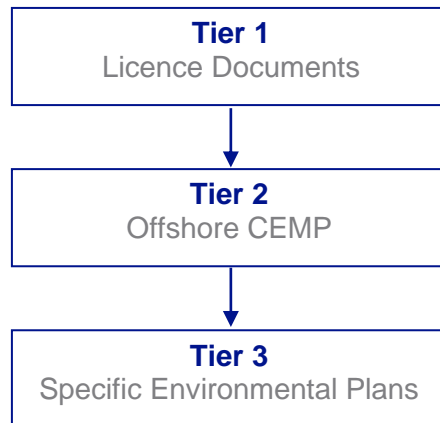 Tier 1
Licence Documents
Tier 2
Offshore CEMP
Tier 3
Specific Environmental Plans